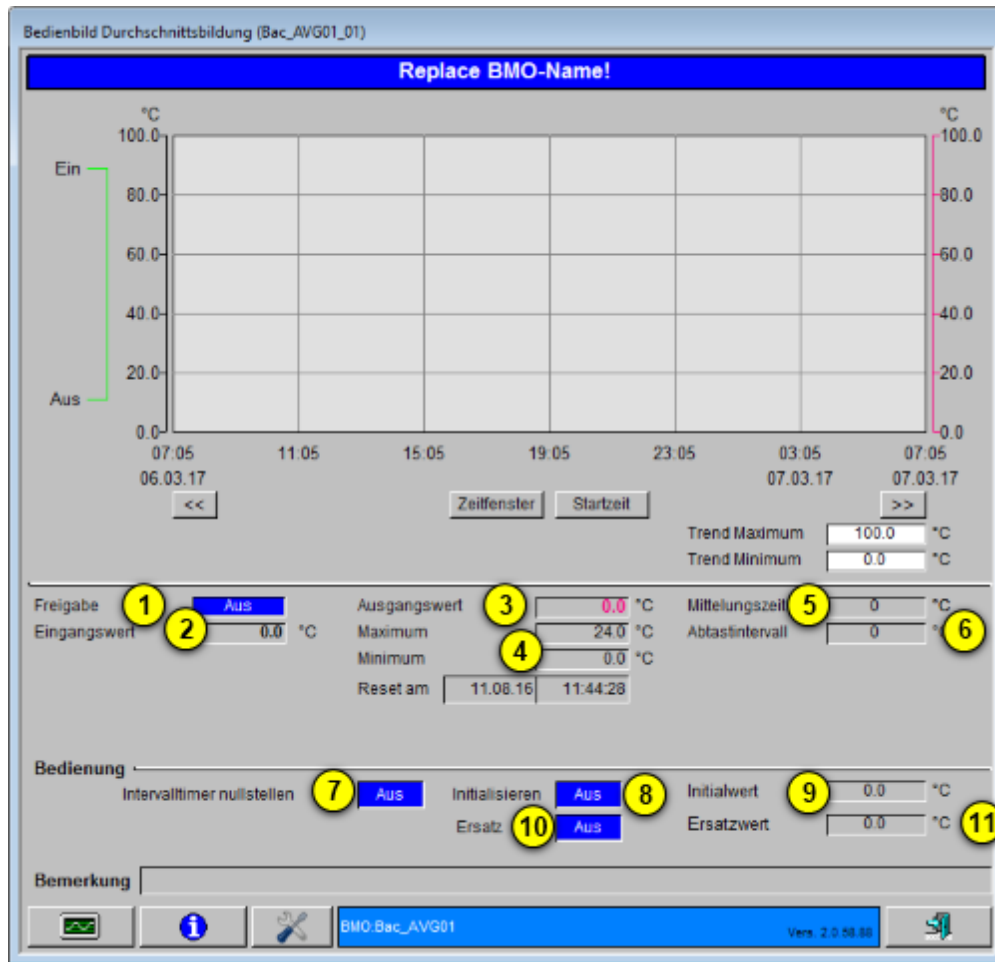 Bedienbild Durchschnittsbildung (Bac_AVG01_01)
Replace BMO-Name!
°C °C
100.0 100.0
Ein
80.0 80.0
60.0 60.0
40.0 40.0
20.0 20.0
Aus
0.0 0.0
07:05 11:05 15:05 19:05 23:05 03:05 07:05
06.03.17 07.03.17 07.03.17
<< Zeitfenster Startzeit >>
Trend Maximum 100.0 °C
Trend Minimum 0.0 °C
Freigabe 1 Aus Ausgangswert 3 0.0 °C Mittelungszeit 5 0 °C
Eingangswert 2 0.0 °C Maximum 24.0 °C Abtastintervall 0 °C 6
Minimum 4 0.0 °C
Reset am 11.08.16 11:44:28
Bedienung
Intervalltimer nullstellen 7 Aus Initialisieren Aus 8 Initialwert 9 0.0 °C
Ersatz 10 Aus Ersatzwert 0.0 °C 11
Bemerkung
BMO:Bac_AVG01 Vers. 2.0.58.88